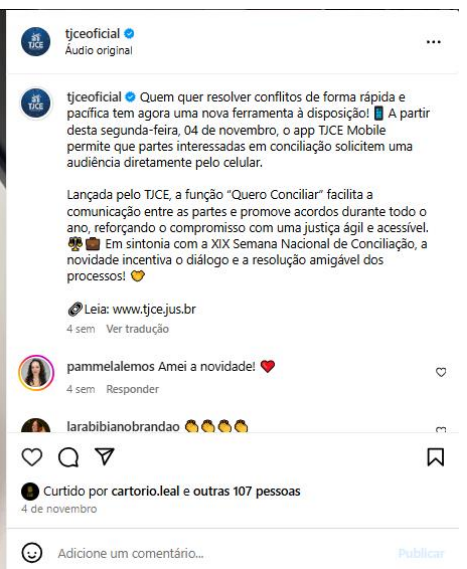 tjceoficial
Áudio original
TJCE
TJCE
tjceoficial Quem quer resolver conflitos de forma rápida e
pacífica tem agora uma nova ferramenta à disposição! 📱 A partir
desta segunda-feira, 04 de novembro, o app TJCE Mobile
permite que partes interessadas em conciliação solicitem uma
audiência diretamente pelo celular.
Lançada pelo TJCE, a função “Quero Conciliar” facilita a
comunicação entre as partes e promove acordos durante todo o
ano, reforçando o compromisso com uma justiça ágil e acessível.
Em sintonia com a XIX Semana Nacional de Conciliação, a
novidade incentiva o diálogo e a resolução amigável dos
processos!
Leia: www.tjce.jus.br
4 sem Ver tradução
pammelalemos Amei a novidade! ❤️
4 sem Responder
larabibianobrandao 👏👏👏👏
Curtido por cartorio.leal e outras 107 pessoas
4 de novembro
Adicione um comentário...
Publicar